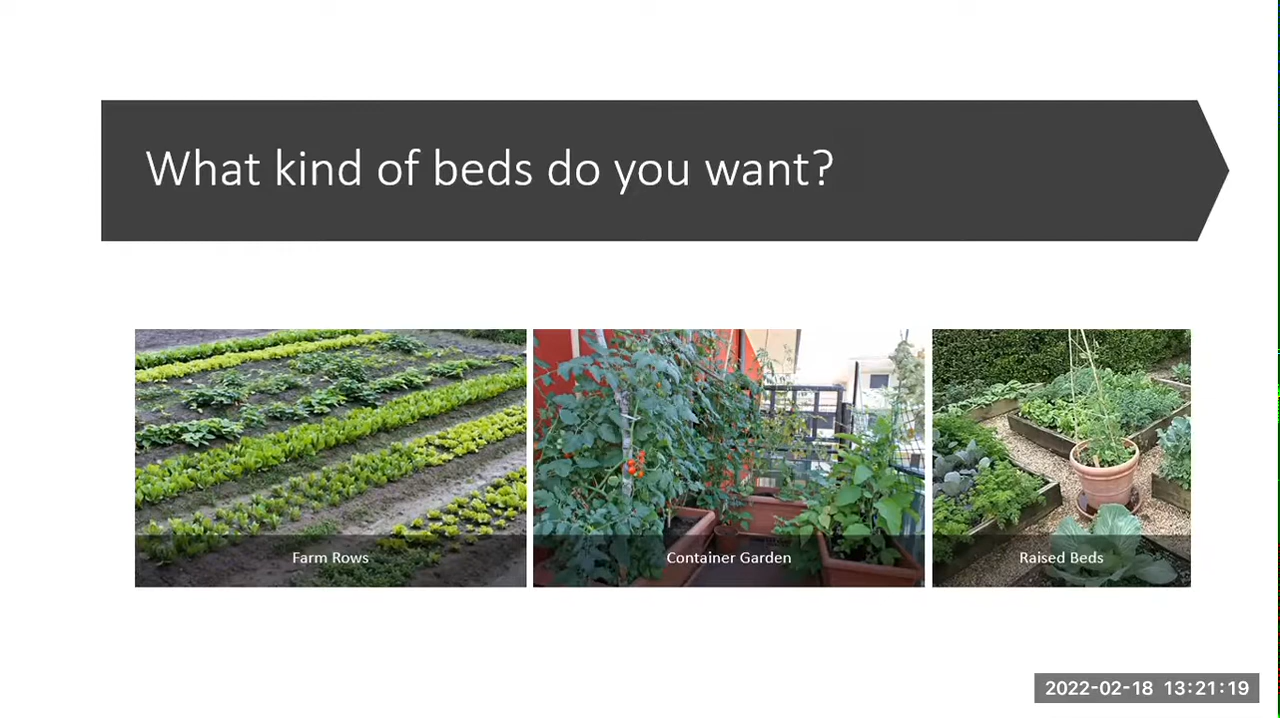 What kind of beds do you want?
Farm Rows
Container Garden
Raised Beds
2022-02-18 13:21:19